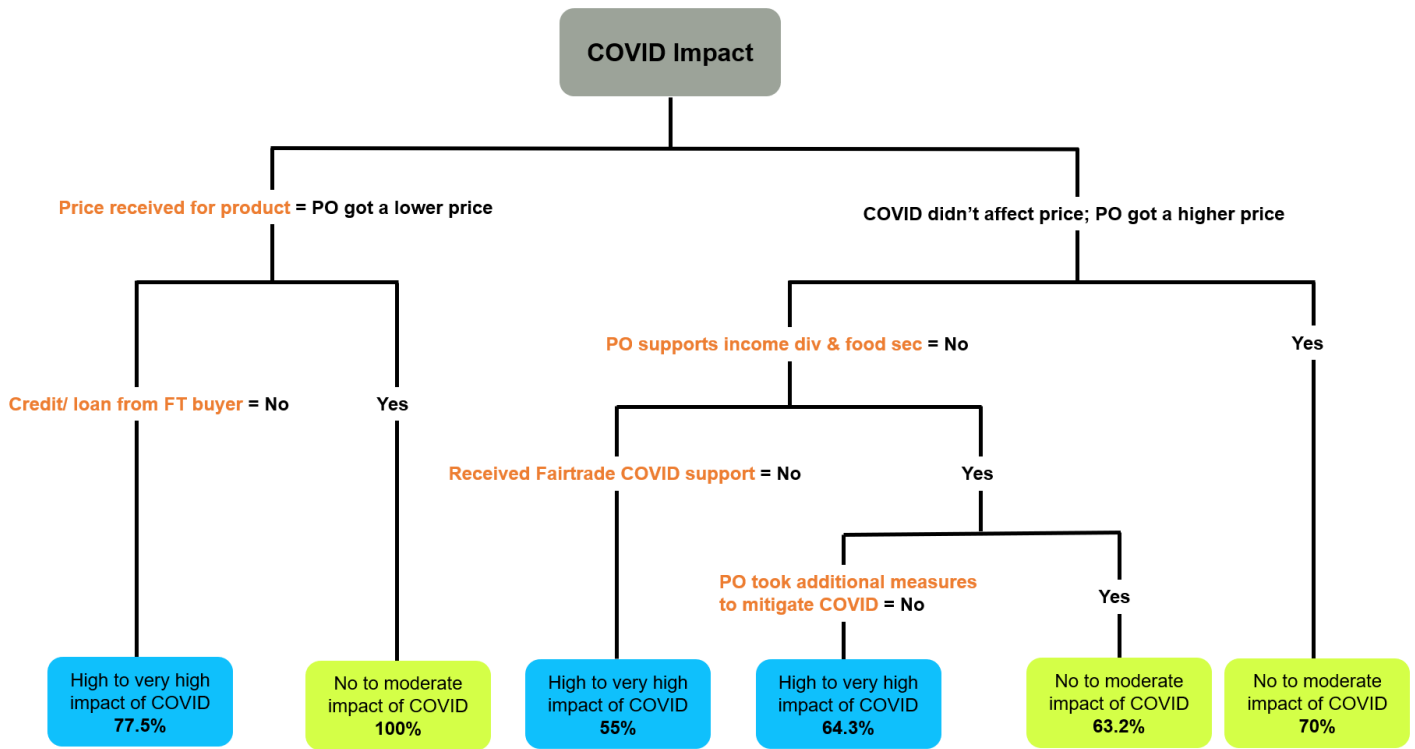 COVID Impact
Price received for product = PO got a lower price
COVID didn’t affect price; PO got a higher price
PO supports income div & food sec = No
Yes
Credit/ loan from FT buyer = No
Yes
Received Fairtrade COVID support = No
Yes
PO took additional measures
to mitigate COVID = No
Yes
High to very high
impact of COVID
77.5%
No to moderate
impact of COVID
100%
High to very high
impact of COVID
55%
High to very high
impact of COVID
64.3%
No to moderate
impact of COVID
63.2%
No to moderate
impact of COVID
70%